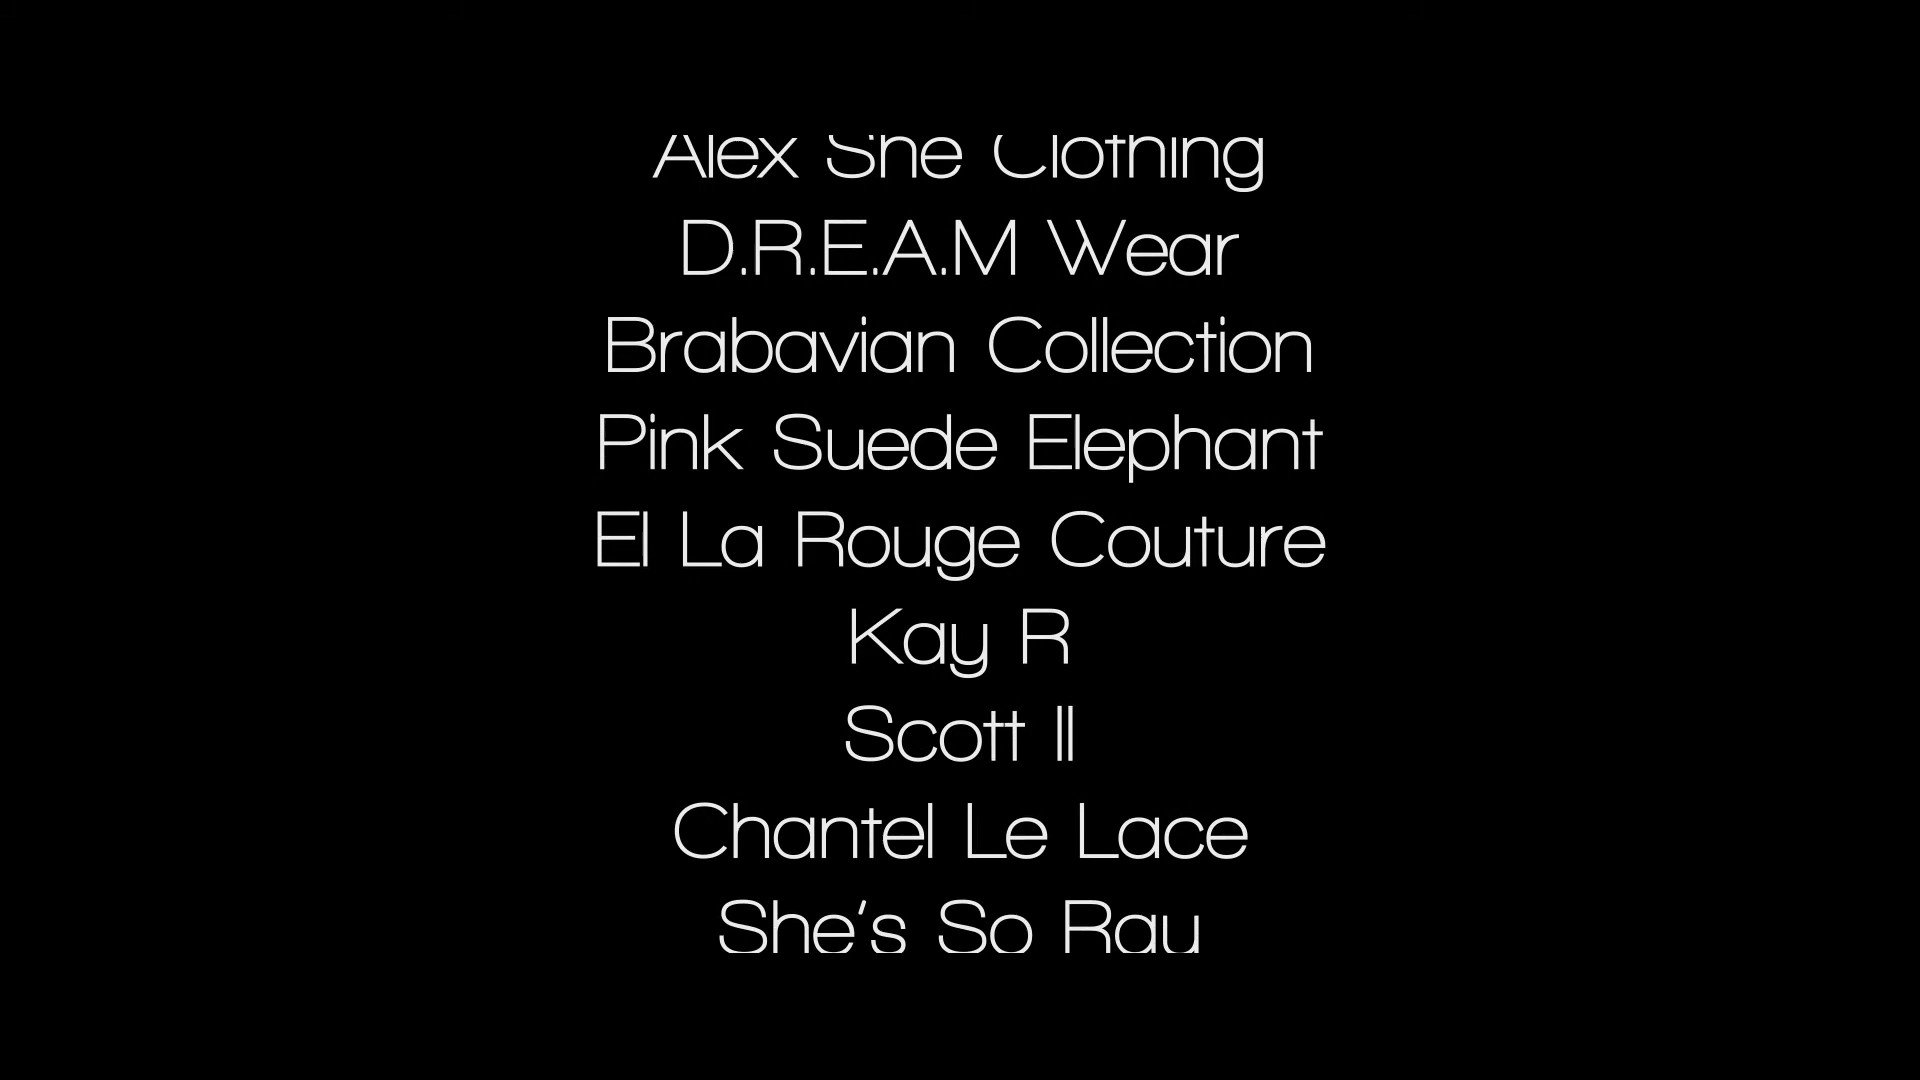 Alex She Clothing
D.R.E.A.M Wear
Brabavian Collection
Pink Suede Elephant
El La Rouge Couture
Kay R
Scott II
Chantel Le Lace
She's So